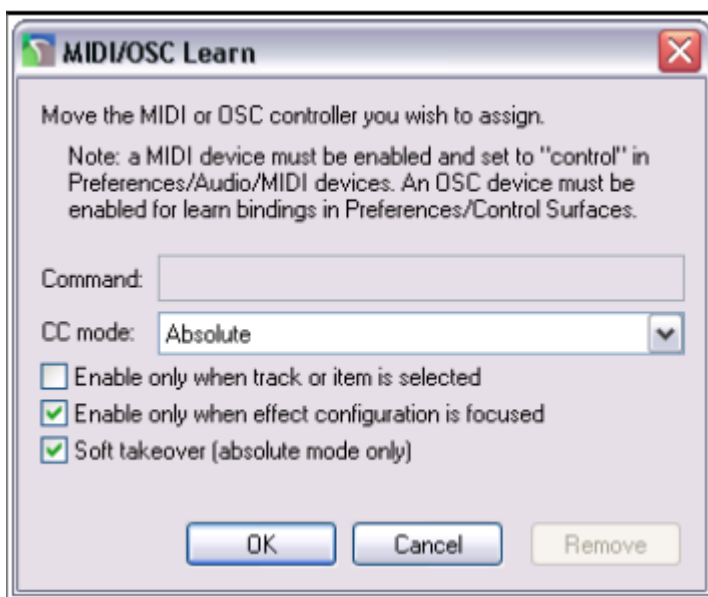 MIDI/OSC Learn
Move the MIDI or OSC controller you wish to assign.
Note: a MIDI device must be enabled and set to "control" in
Preferences/Audio/MIDI devices. An OSC device must be
enabled for learn bindings in Preferences/Control Surfaces.
Command:
CC mode: Absolute
Enable only when track or item is selected
Enable only when effect configuration is focused
Soft takeover (absolute mode only)
OK Cancel Remove